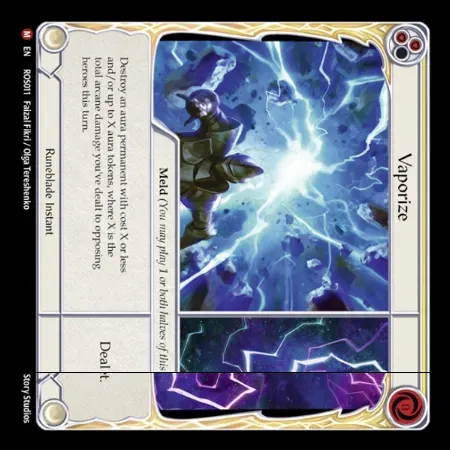 Vaporize
Meld (You may play 1 or both halves of this
Destroy an aura permanent with cost X or less
and/or up to X aura tokens, where X is the
total arcane damage you've dealt to opposing
heroes this turn.
Runeblade Instant
M EN ROS011 Faizal Fikri / Olga Tereshenko
Story Studios